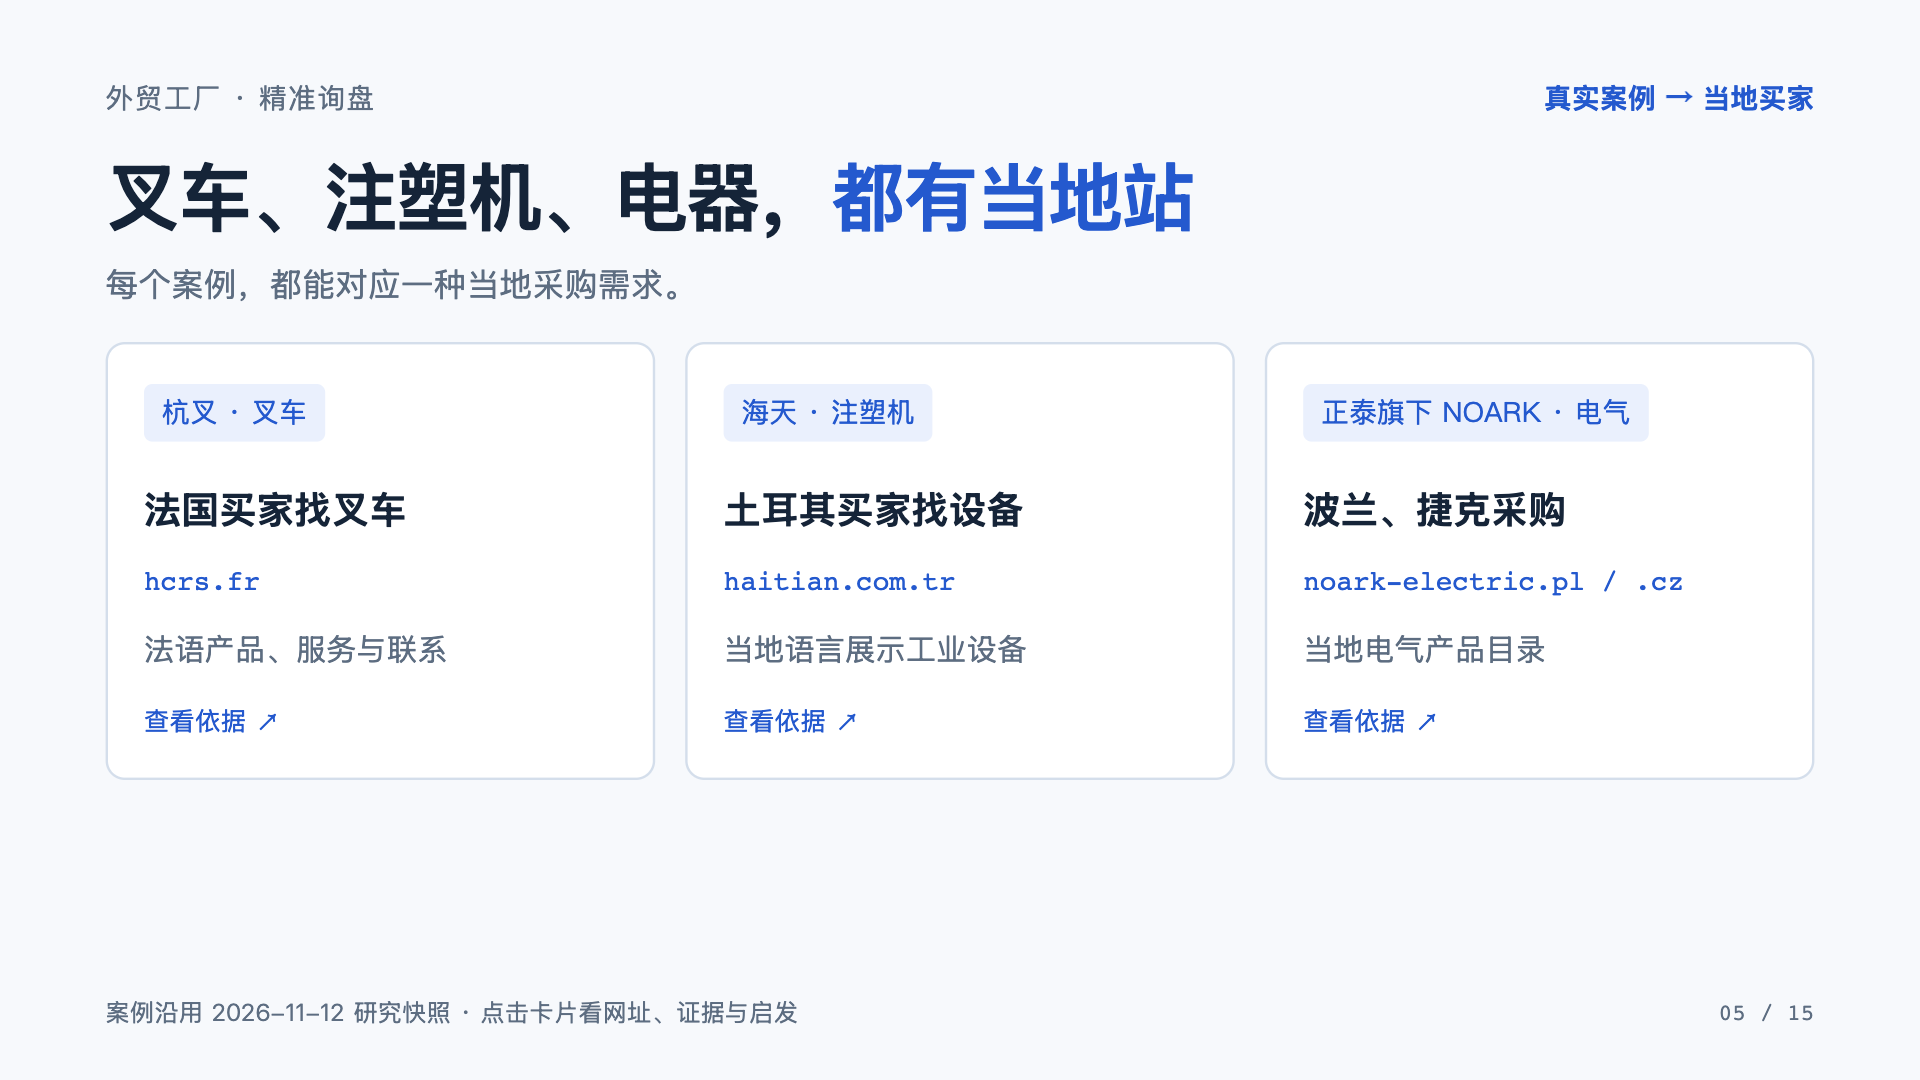 外贸工厂 · 精准询盘
真实案例 → 当地买家
叉车、注塑机、电器，都有当地站
每个案例，都能对应一种当地采购需求。
杭叉 · 叉车
法国买家找叉车
hcrs.fr
法语产品、服务与联系
查看依据 ↗
海天 · 注塑机
土耳其买家找设备
haitian.com.tr
当地语言展示工业设备
查看依据 ↗
正泰旗下 NOARK · 电气
波兰、捷克采购
noark-electric.pl / .cz
当地电气产品目录
查看依据 ↗
案例沿用 2026-11-12 研究快照 · 点击卡片看网址、证据与启发
05 / 15